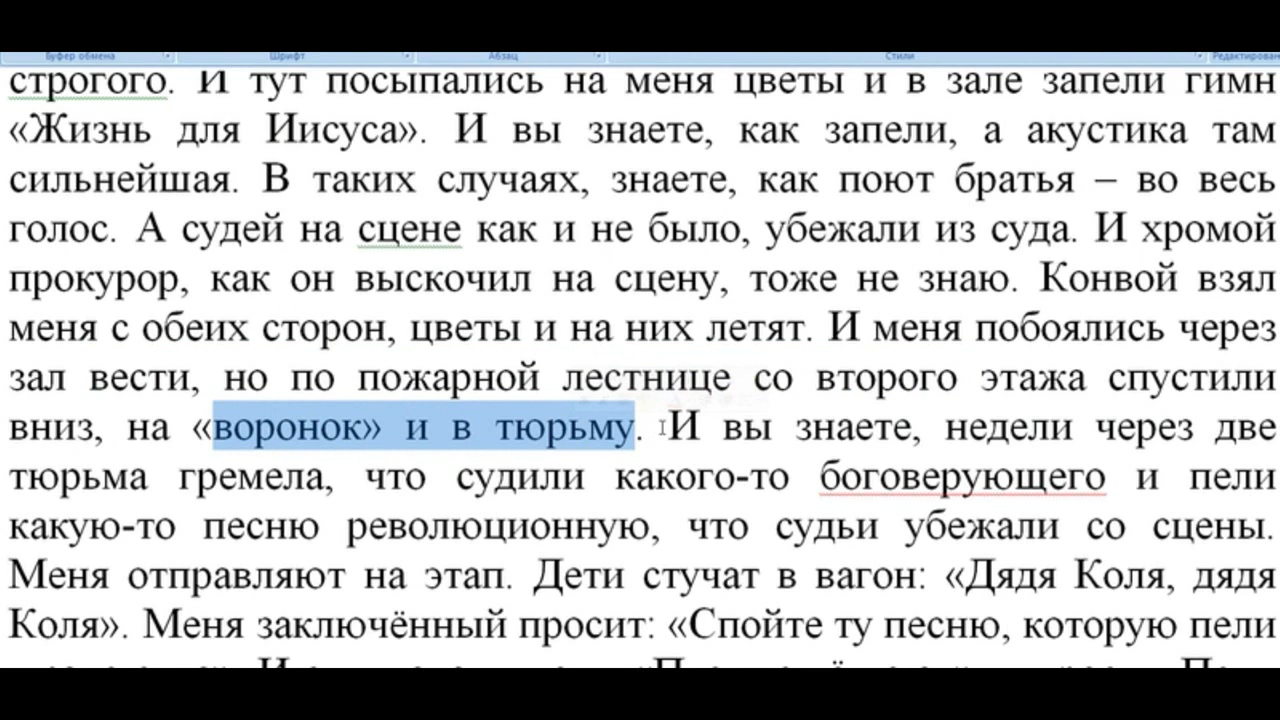 Буфер обмена Шрифт Абзац Стили Редактирован
строгого. И тут посыпались на меня цветы и в зале запели гимн
«Жизнь для Иисуса». И вы знаете, как запели, а акустика там
сильнейшая. В таких случаях, знаете, как поют братья – во весь
голос. А судей на сцене как и не было, убежали из суда. И хромой
прокурор, как он выскочил на сцену, тоже не знаю. Конвой взял
меня с обеих сторон, цветы и на них летят. И меня побоялись через
зал вести, но по пожарной лестнице со второго этажа спустили
вниз, на «воронок» и в тюрьму. И вы знаете, недели через две
тюрьма гремела, что судили какого-то боговерующего и пели
какую-то песню революционную, что судьи убежали со сцены.
Меня отправляют на этап. Дети стучат в вагон: «Дядя Коля, дядя
Коля». Меня заключённый просит: «Спойте ту песню, которую пели